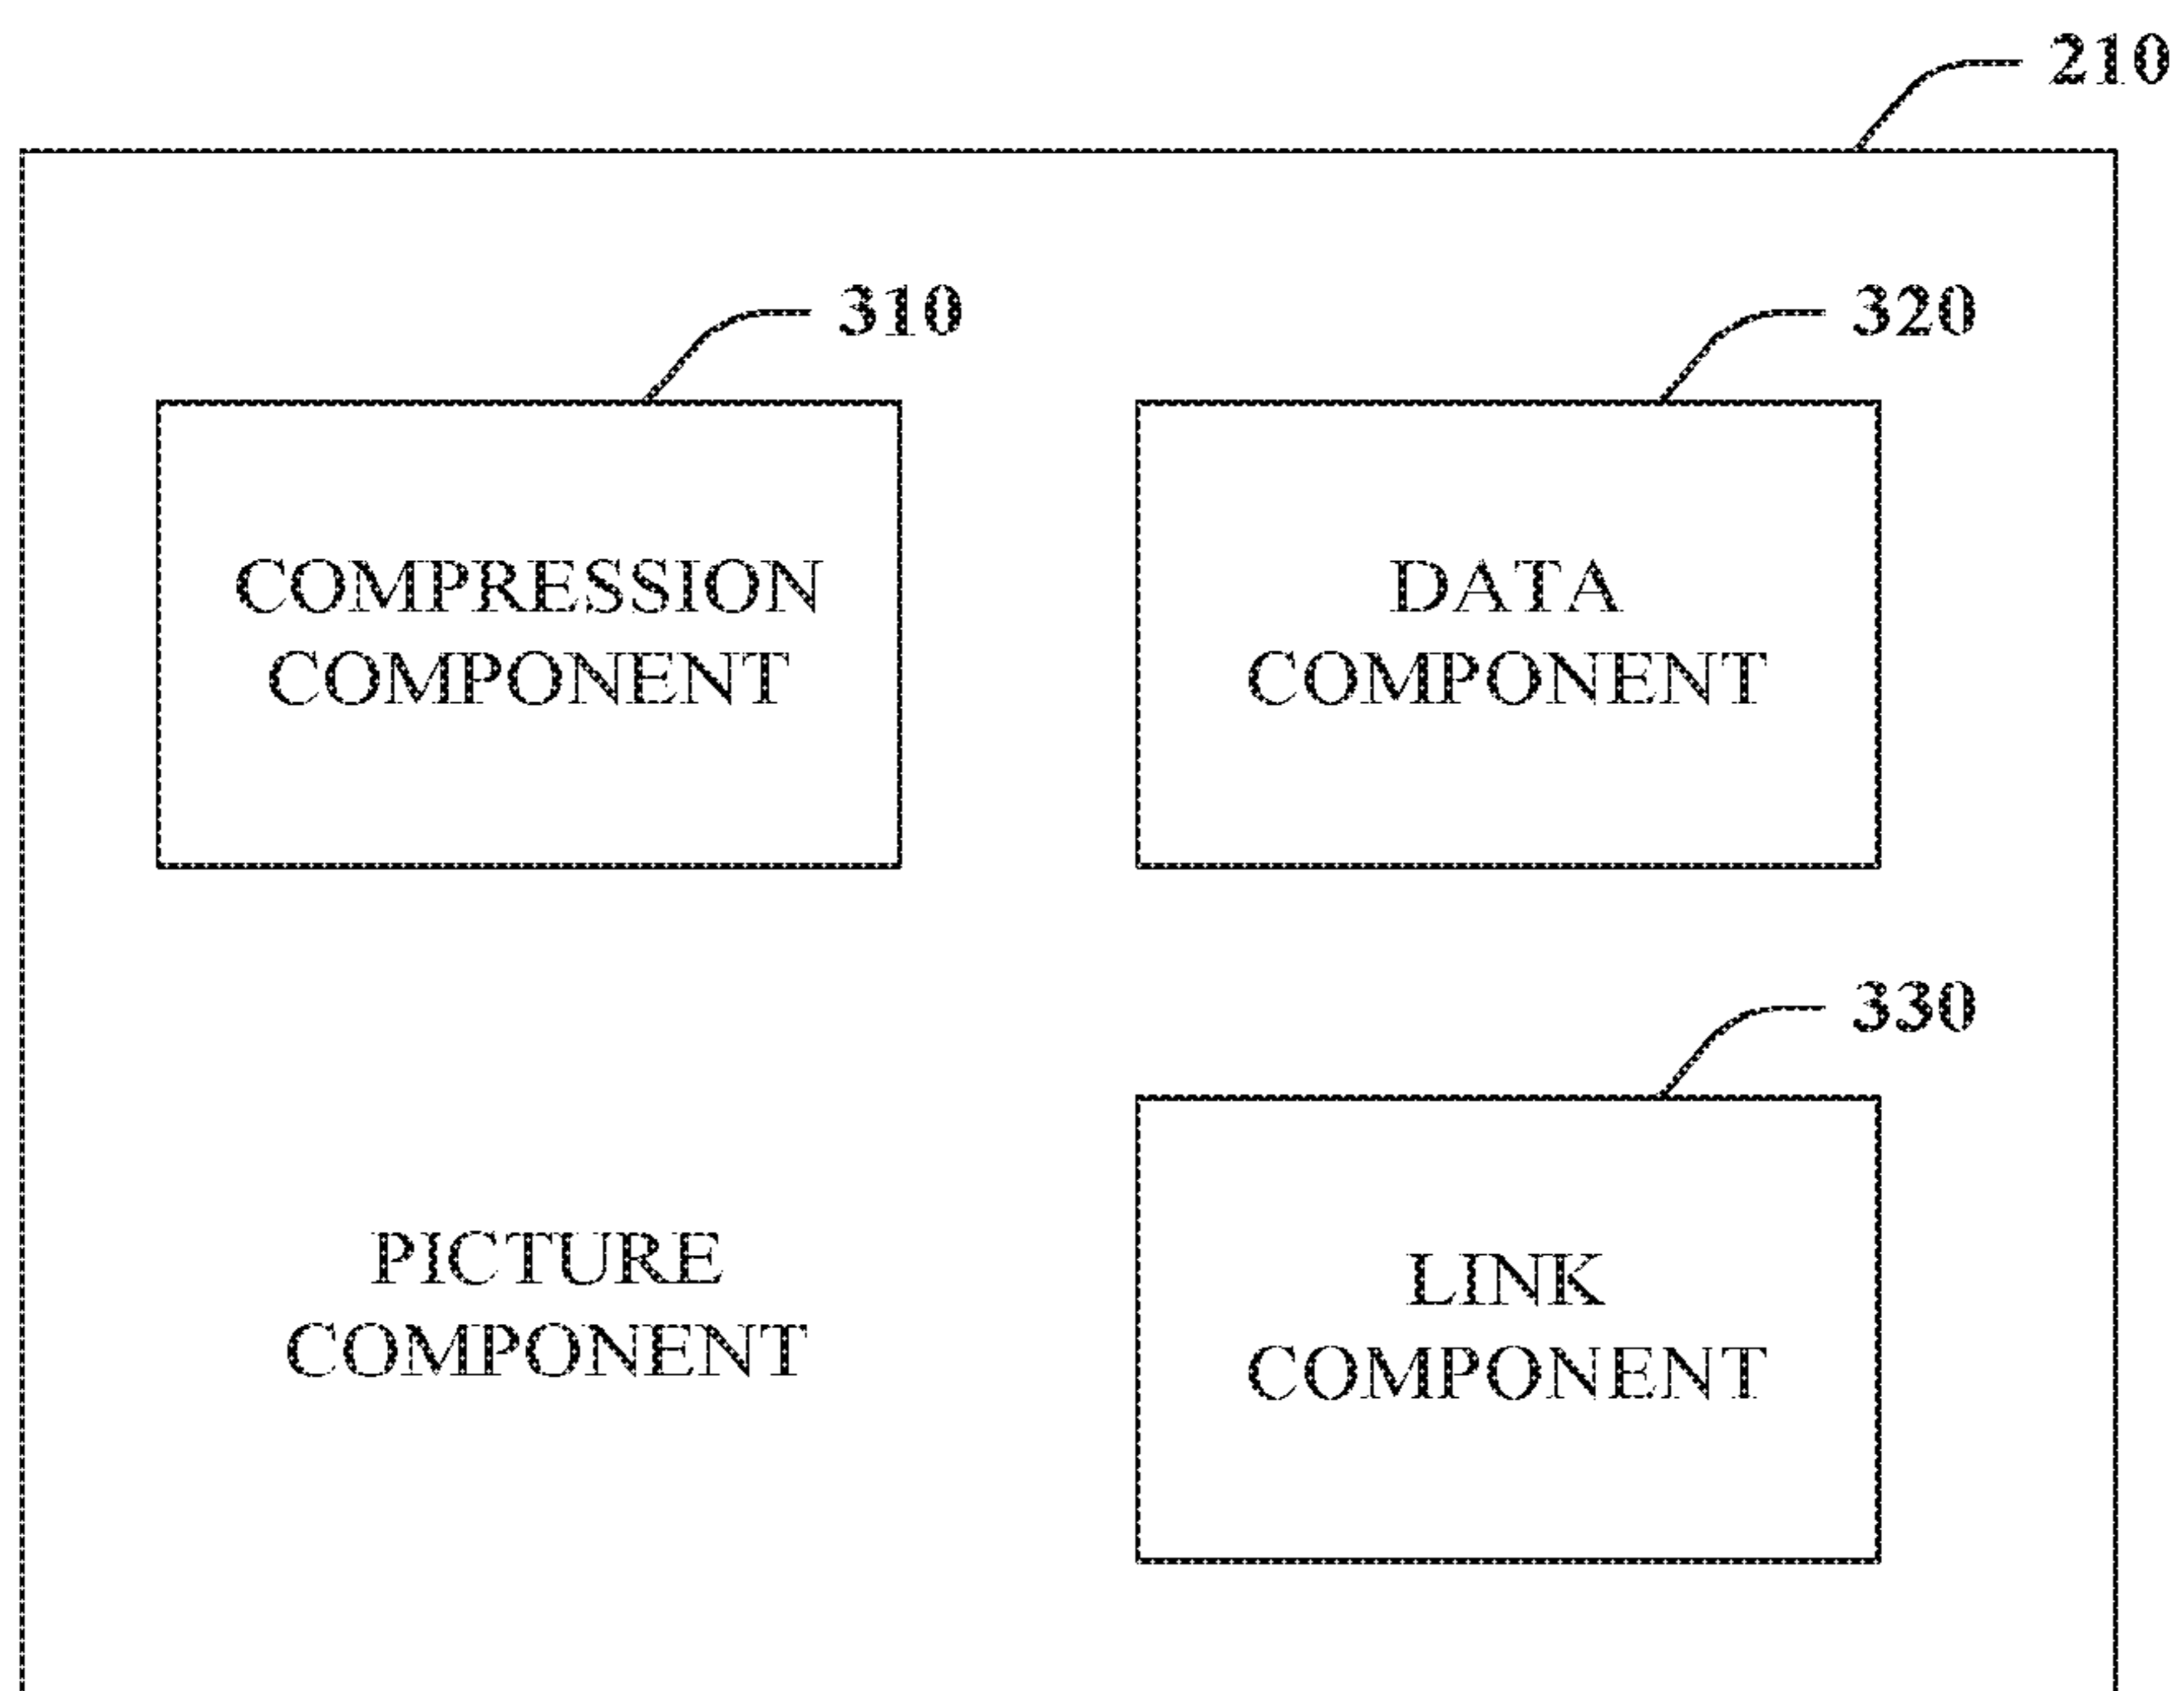 210
310
320
COMPRESSION
COMPONENT
DATA
COMPONENT
330
PICTURE
COMPONENT
LINK
COMPONENT